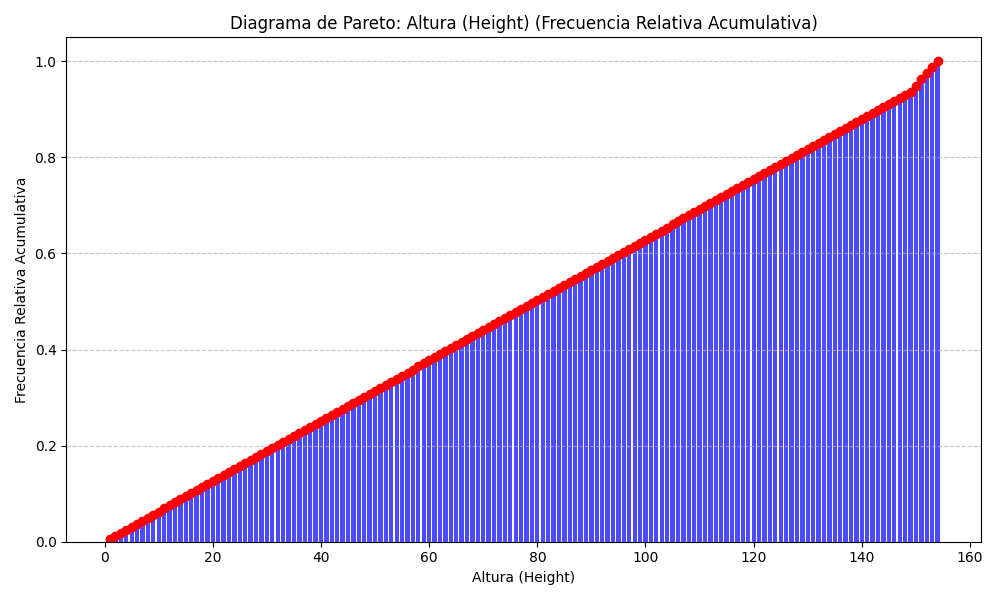 Diagrama de Pareto: Altura (Height) (Frecuencia Relativa Acumulativa)
Frecuencia Relativa Acumulativa
1.0
0.8
0.6
0.4
0.2
0.0
0 20 40 60 80 100 120 140 160
Altura (Height)